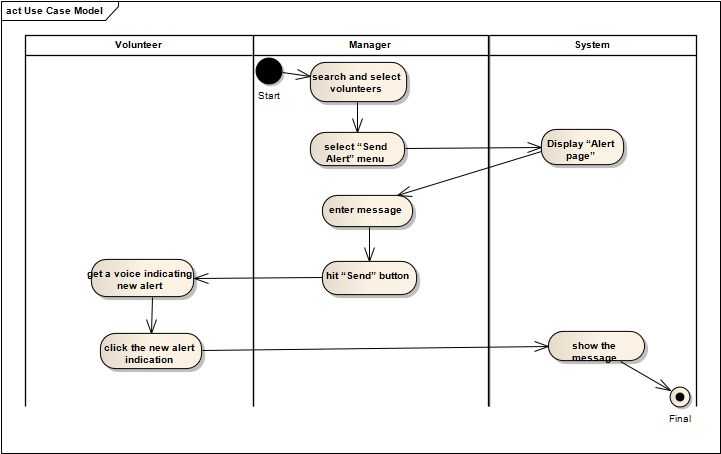 act Use Case Model
Volunteer
Manager
System
Start
search and select
volunteers
select “Send
Alert” menu
Display “Alert
page”
enter message
hit “Send” button
get a voice indicating
new alert
click the new alert
indication
show the
message
Final